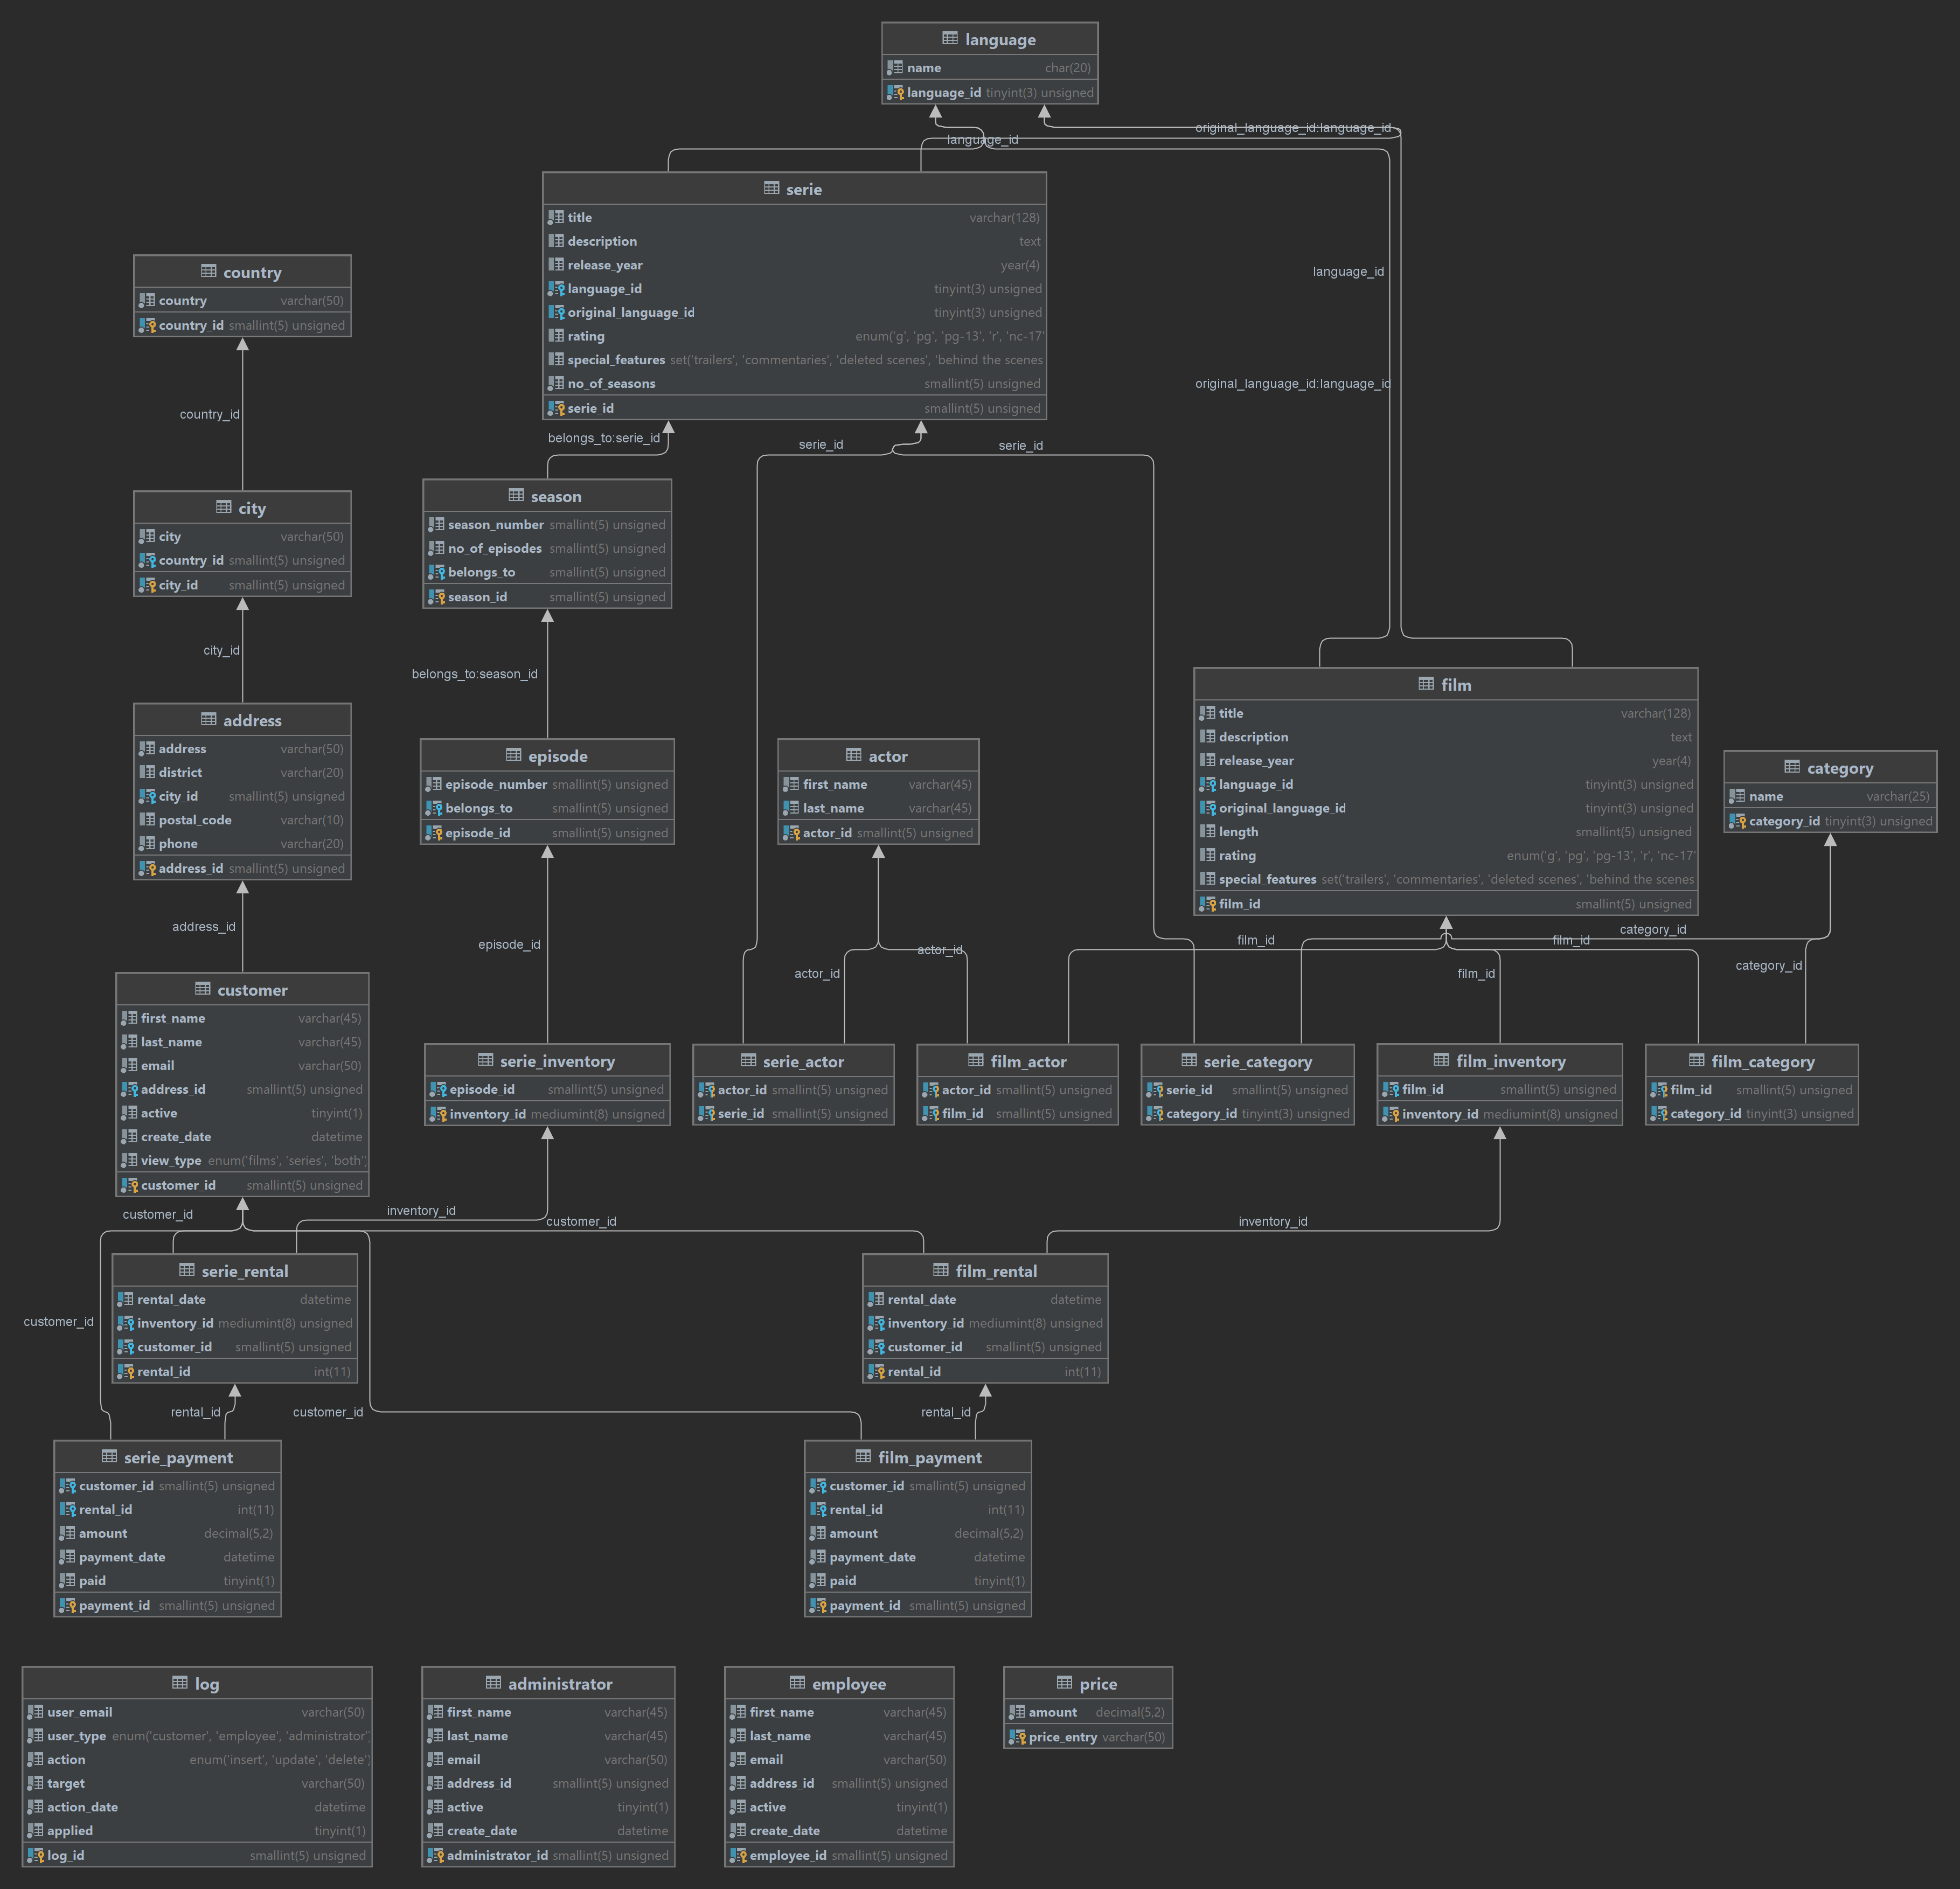 language
name char(20)
language_id tinyint(3) unsigned
original_language_id:language_id
language_id
serie
title varchar(128)
description text
release_year year(4)
language_id tinyint(3) unsigned
original_language_id tinyint(3) unsigned
rating enum('g', 'pg', 'pg-13', 'r', 'nc-17'
special_features set('trailers', 'commentaries', 'deleted scenes', 'behind the scenes
no_of_seasons smallint(5) unsigned
serie_id smallint(5) unsigned
country
country varchar(50)
country_id smallint(5) unsigned
language_id
original_language_id:language_id
country_id
belongs_to:serie_id
serie_id
serie_id
city
city varchar(50)
country_id smallint(5) unsigned
city_id smallint(5) unsigned
season
season_number smallint(5) unsigned
no_of_episodes smallint(5) unsigned
belongs_to smallint(5) unsigned
season_id smallint(5) unsigned
city_id
belongs_to:season_id
film
title varchar(128)
description text
release_year year(4)
language_id tinyint(3) unsigned
original_language_id tinyint(3) unsigned
length smallint(5) unsigned
rating enum('g', 'pg', 'pg-13', 'r', 'nc-17'
special_features set('trailers', 'commentaries', 'deleted scenes', 'behind the scenes
film_id smallint(5) unsigned
address
address varchar(50)
district varchar(20)
city_id smallint(5) unsigned
postal_code varchar(10)
phone varchar(20)
address_id smallint(5) unsigned
episode
episode_number smallint(5) unsigned
belongs_to smallint(5) unsigned
episode_id smallint(5) unsigned
actor
first_name varchar(45)
last_name varchar(45)
actor_id smallint(5) unsigned
category
name varchar(25)
category_id tinyint(3) unsigned
address_id
episode_id
actor_id
actor_id
film_id
film_id
film_id
category_id
category_id
customer
first_name varchar(45)
last_name varchar(45)
email varchar(50)
address_id smallint(5) unsigned
active tinyint(1)
create_date datetime
view_type enum('films', 'series', 'both')
customer_id smallint(5) unsigned
serie_inventory
episode_id smallint(5) unsigned
inventory_id mediumint(8) unsigned
serie_actor
actor_id smallint(5) unsigned
serie_id smallint(5) unsigned
film_actor
actor_id smallint(5) unsigned
film_id smallint(5) unsigned
serie_category
serie_id smallint(5) unsigned
category_id tinyint(3) unsigned
film_inventory
film_id smallint(5) unsigned
inventory_id mediumint(8) unsigned
film_category
film_id smallint(5) unsigned
category_id tinyint(3) unsigned
customer_id
inventory_id
customer_id
inventory_id
serie_rental
rental_date datetime
inventory_id mediumint(8) unsigned
customer_id smallint(5) unsigned
rental_id int(11)
film_rental
rental_date datetime
inventory_id mediumint(8) unsigned
customer_id smallint(5) unsigned
rental_id int(11)
customer_id
rental_id
customer_id
rental_id
serie_payment
customer_id smallint(5) unsigned
rental_id int(11)
amount decimal(5,2)
payment_date datetime
paid tinyint(1)
payment_id smallint(5) unsigned
film_payment
customer_id smallint(5) unsigned
rental_id int(11)
amount decimal(5,2)
payment_date datetime
paid tinyint(1)
payment_id smallint(5) unsigned
log
user_email varchar(50)
user_type enum('customer', 'employee', 'administrator')
action enum('insert', 'update', 'delete')
target varchar(50)
action_date datetime
applied tinyint(1)
log_id smallint(5) unsigned
administrator
first_name varchar(45)
last_name varchar(45)
email varchar(50)
address_id smallint(5) unsigned
active tinyint(1)
create_date datetime
administrator_id smallint(5) unsigned
employee
first_name varchar(45)
last_name varchar(45)
email varchar(50)
address_id smallint(5) unsigned
active tinyint(1)
create_date datetime
employee_id smallint(5) unsigned
price
amount decimal(5,2)
price_entry varchar(50)